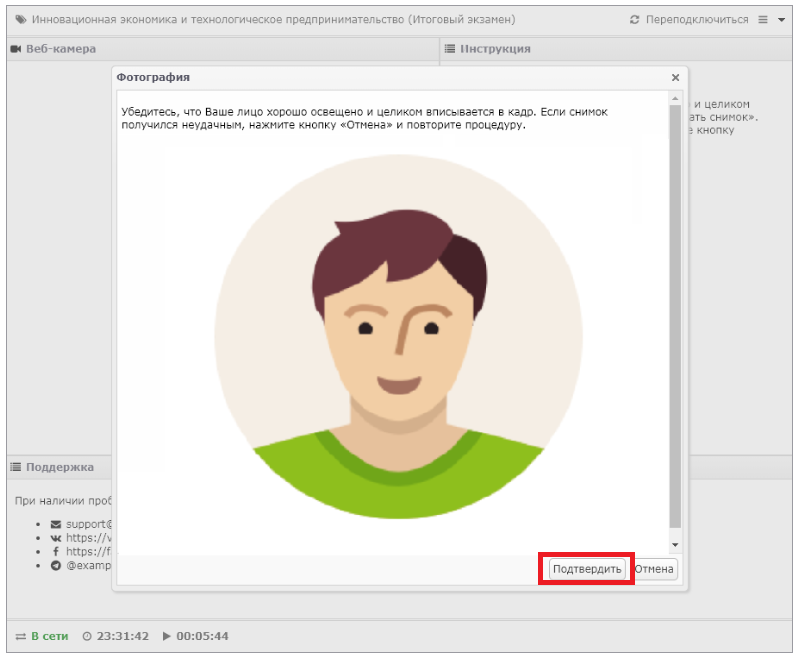 Инновационная экономика и технологическое предпринимательство (Итоговый экзамен)
Переподключиться
Веб-камера
Инструкция
Фотография
Убедитесь, что Ваше лицо хорошо освещено и целиком вписывается в кадр. Если снимок
получился неудачным, нажмите кнопку «Отмена» и повторите процедуру.
и целиком
снимок».
кнопку
Подтвердить
Отмена
Поддержка
При наличии
support@
https://v
https://f
@examp
В сети
23:31:42
00:05:44